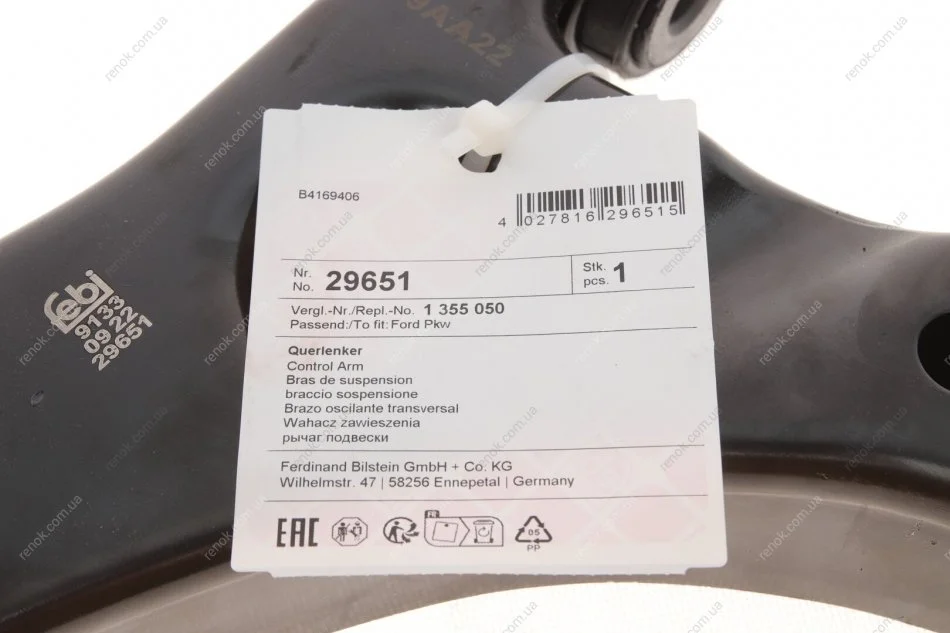 9AA22
B4169406
4 027816 296515
Nr.
No. 29651
Stk.
pcs. 1
Vergl.-Nr./Repl.-No. 1 355 050
Passend:/To fit: Ford Pkw
Querlenker
Control Arm
Bras de suspension
braccio sospensione
Brazo oscilante transversal
Wahacz zawieszenia
рычаг подвески
Ferdinand Bilstein GmbH + Co. KG
Wilhelmstr. 47 | 58256 Ennepetal | Germany
EAC
FR
05
PP
febi
9133
09.21
29651
renok.com.ua